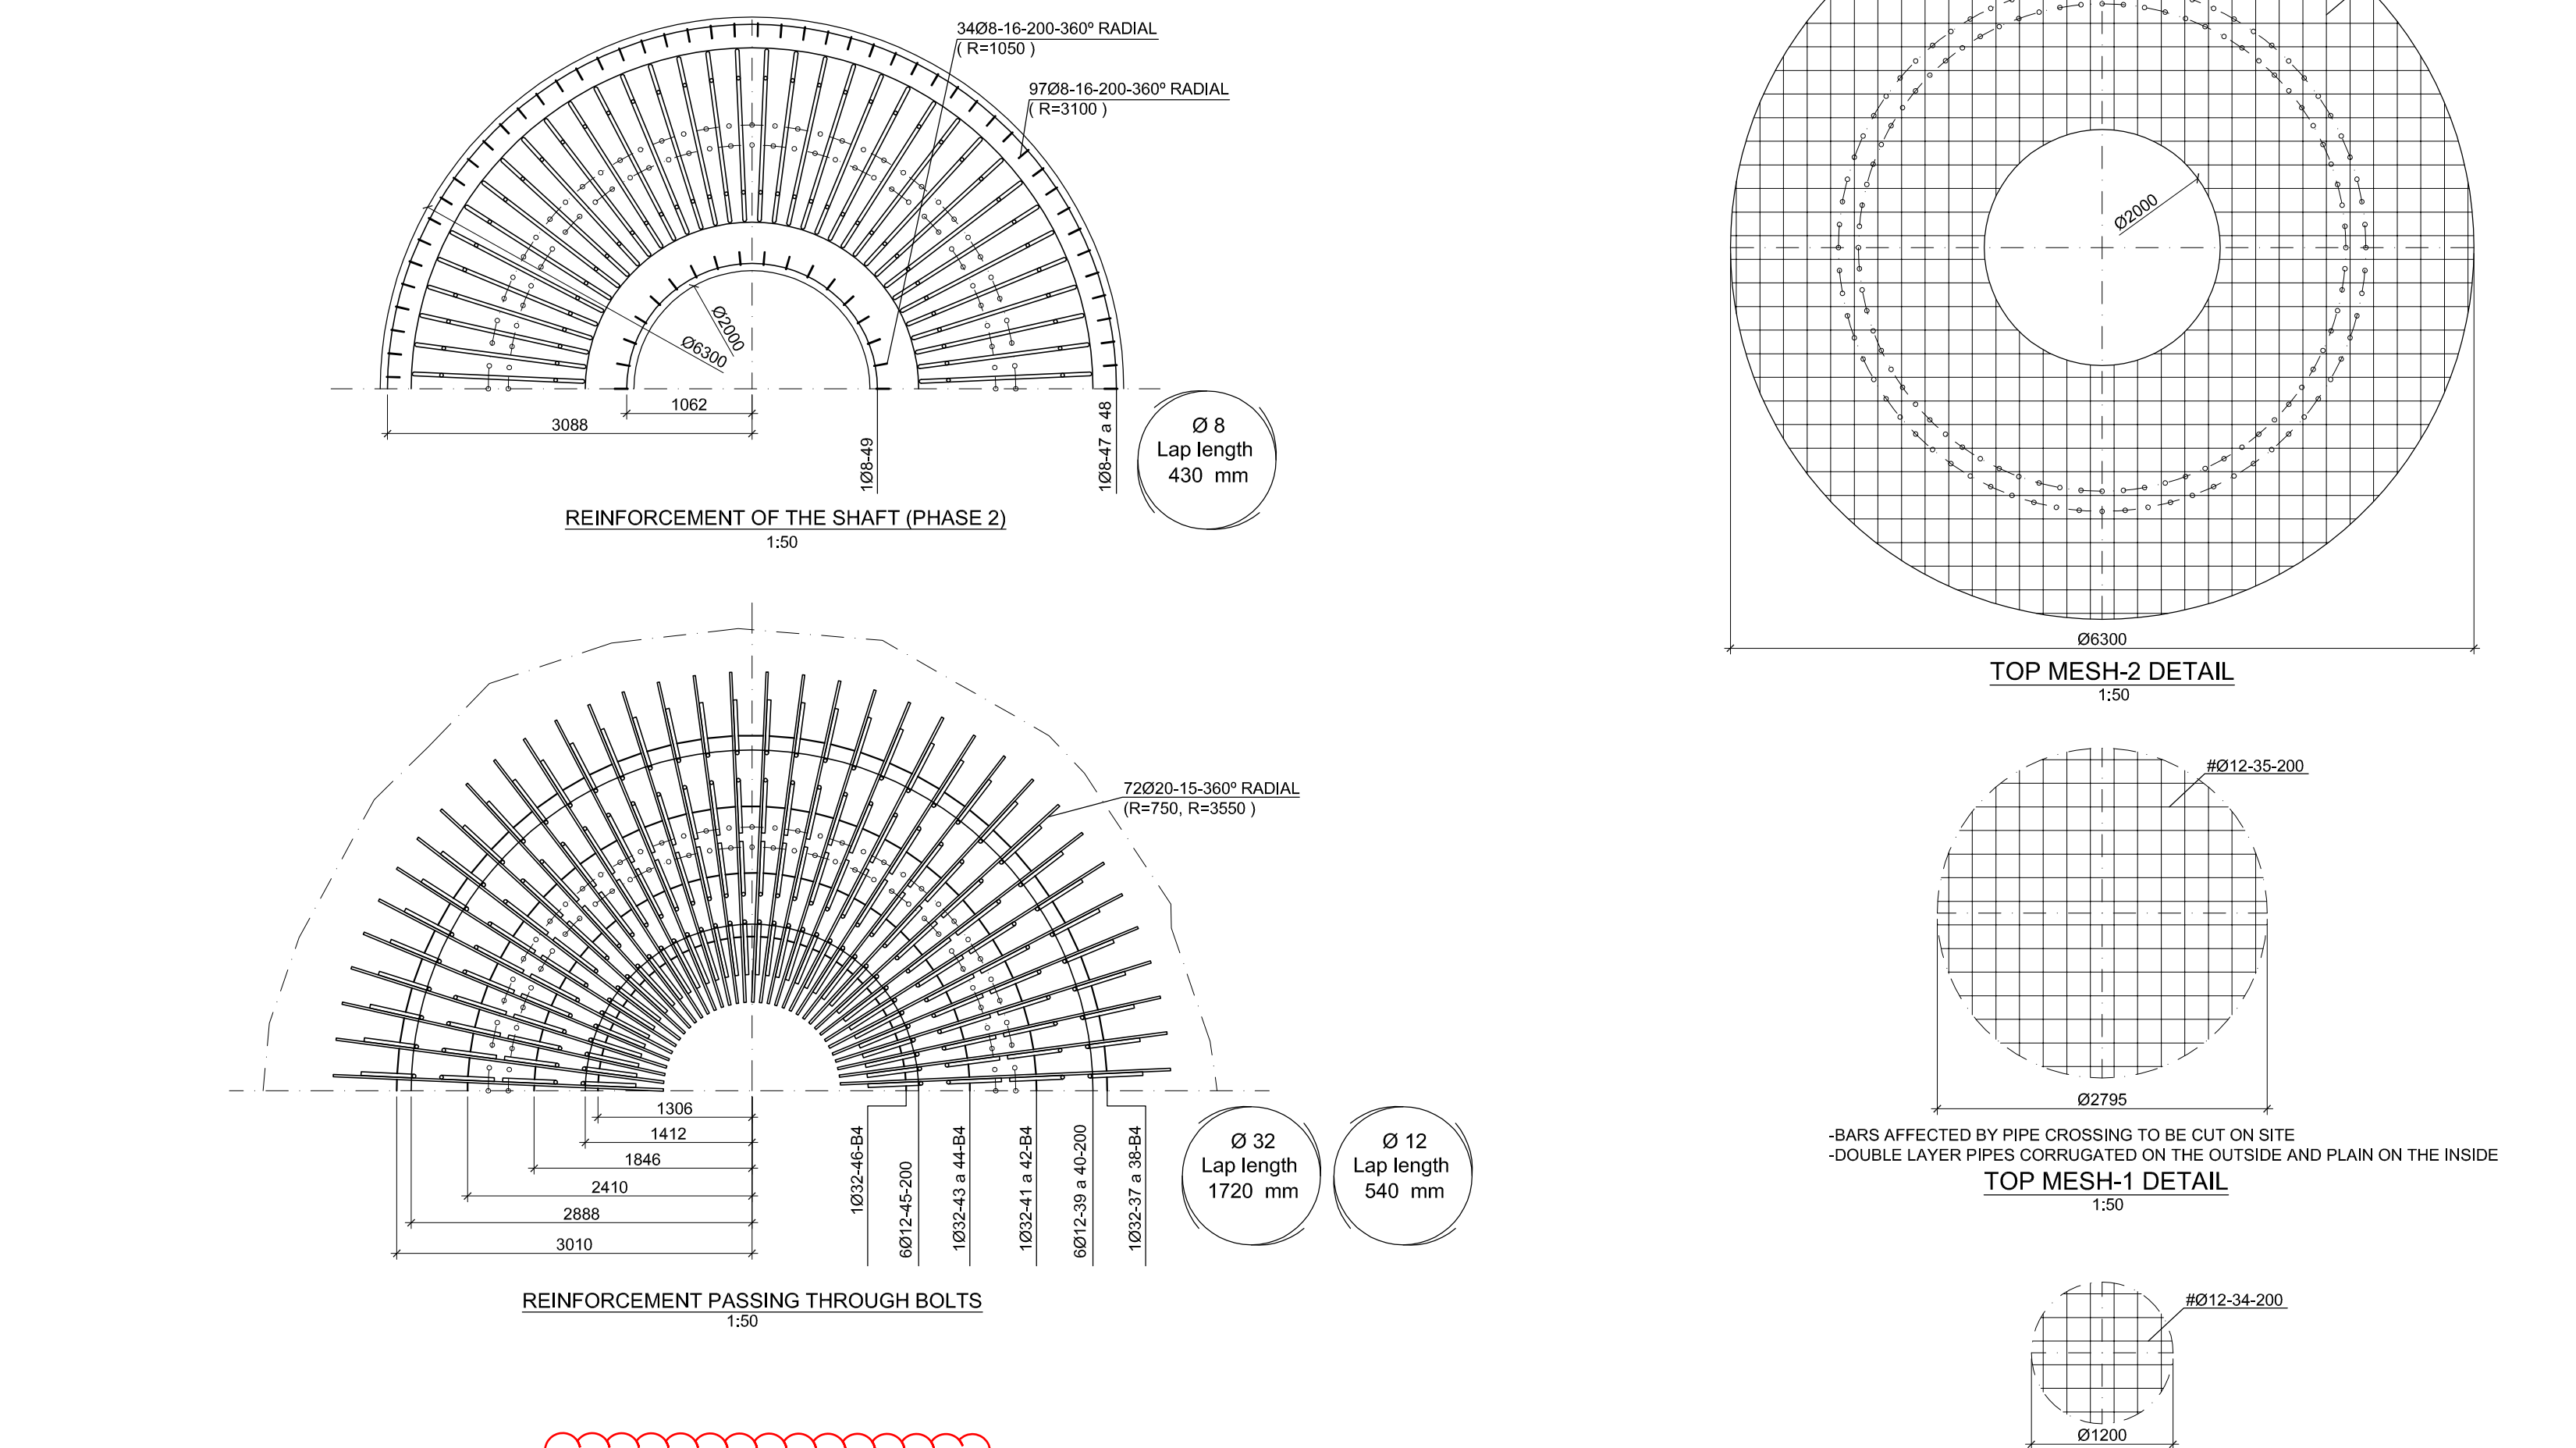 34Ø8-16-200-360º RADIAL
( R=1050 )
97Ø8-16-200-360º RADIAL
( R=3100 )
Ø2000
Ø6300
1062
3088
1Ø8-49
1Ø8-47 a 48
Ø 8
Lap length
430 mm
REINFORCEMENT OF THE SHAFT (PHASE 2)
1:50
72Ø20-15-360º RADIAL
(R=750, R=3550 )
1306
1412
1846
2410
2888
3010
1Ø32-46-B4
6Ø12-45-200
1Ø32-43 a 44-B4
1Ø32-41 a 42-B4
6Ø12-39 a 40-200
1Ø32-37 a 38-B4
Ø 32
Lap length
1720 mm
Ø 12
Lap length
540 mm
REINFORCEMENT PASSING THROUGH BOLTS
1:50
Ø2000
Ø6300
TOP MESH-2 DETAIL
1:50
#Ø12-35-200
Ø2795
-BARS AFFECTED BY PIPE CROSSING TO BE CUT ON SITE
-DOUBLE LAYER PIPES CORRUGATED ON THE OUTSIDE AND PLAIN ON THE INSIDE
TOP MESH-1 DETAIL
1:50
#Ø12-34-200
Ø1200